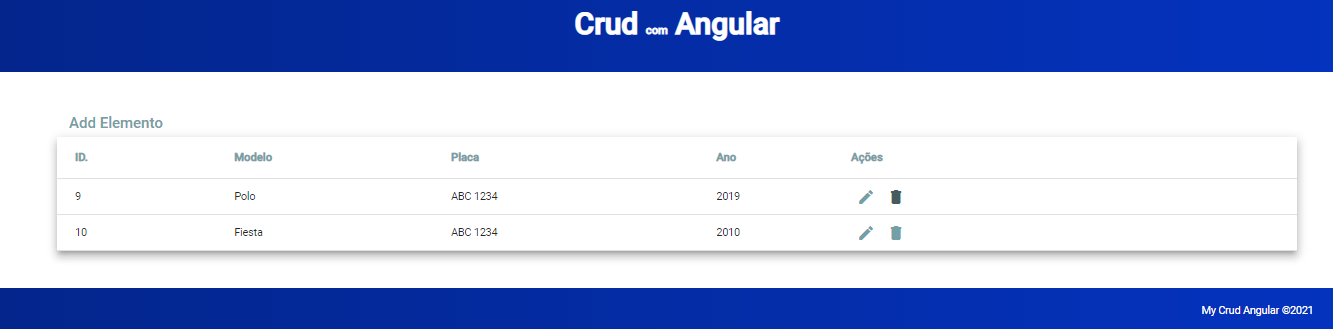 Crud com Angular
Add Elemento
ID. Modelo Placa Ano Ações
9 Polo ABC 1234 2019
10 Fiesta ABC 1234 2010
My Crud Angular ©2021